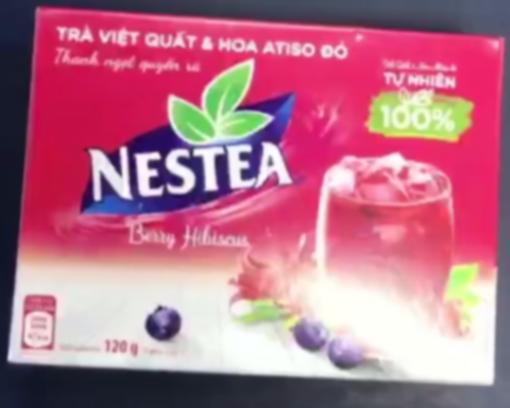 TRÀ VIỆT QUẤT & HOA ATISO ĐỎ
Thanh ngọt quyến rũ
TỰ NHIÊN
100%
NESTEA
Berry Hibiscus
120 g